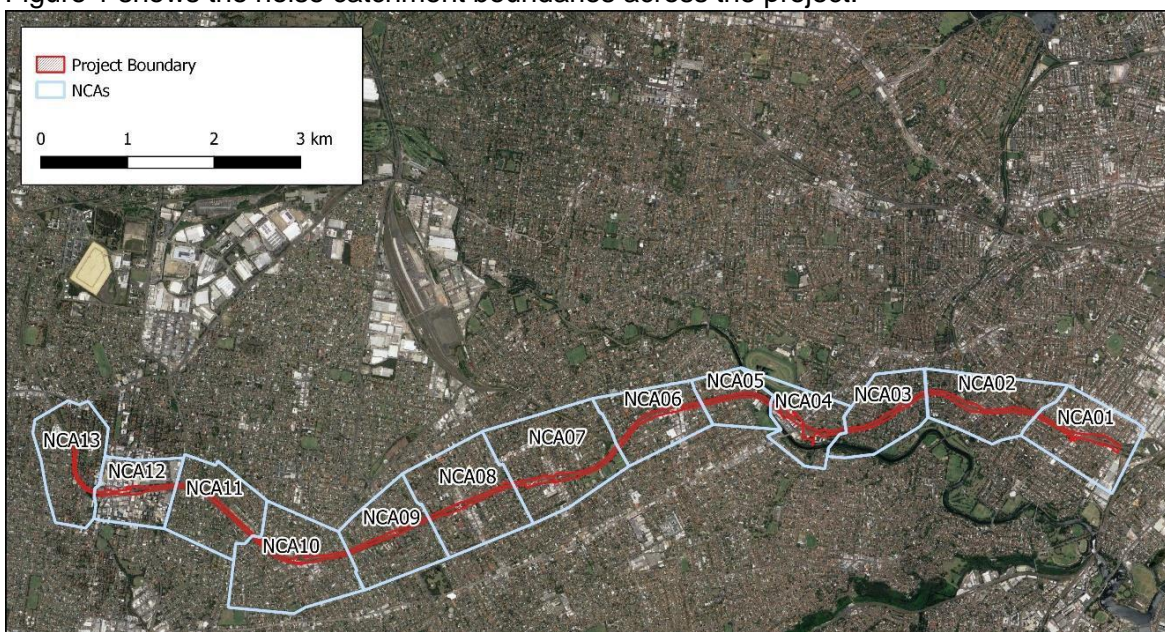 Figure 1 shows the noise catchment boundaries across the project.
Project Boundary
NCAs
0 1 2 3 km
NCA05
NCA06
NCA04
NCA03
NCA02
NCA01
NCA07
NCA13
NCA12
NCA08
NCA11
NCA09
NCA10